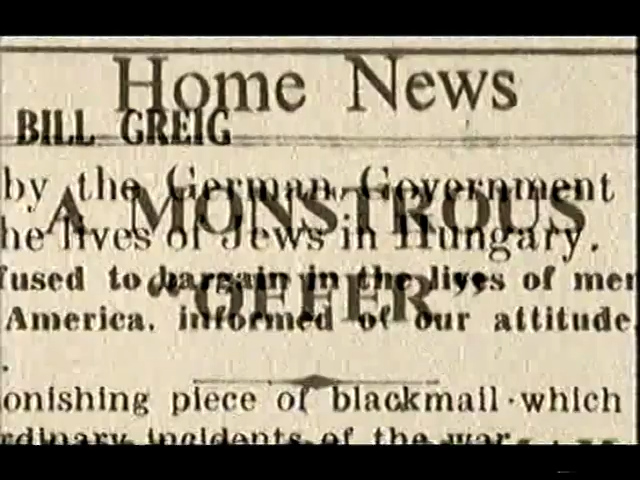 Home News
BILL GREIG
by the German Government
A MONSTROUS
he lives of Jews in Hungary.
fused to bargain in the lives of mer
"OFFER"
America. informed of our attitude
.
onishing piece of blackmail which
rdinary incidents of the war